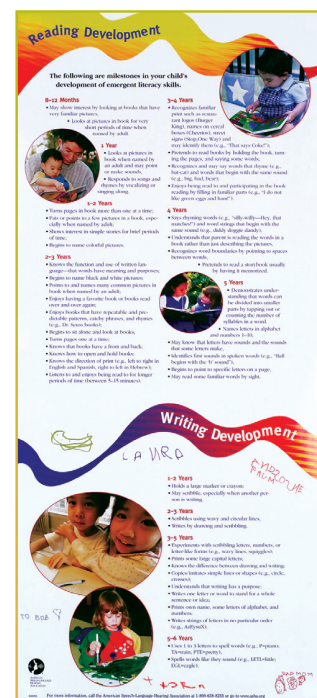 Reading Development
The following are milestones in your child's
development of emergent literacy skills.
8–12 Months
• May show interest by looking at books that have
very familiar pictures.
• Looks at pictures in book for very
short periods of time when
named by adult.
1 Year
• Looks at pictures in
book when named by
an adult and may point
or make sounds.
• Responds to songs and
rhymes by vocalizing or
singing along.
1–2 Years
• Turns pages in book more than one at a time;
• Pats or points to a few pictures in a book, espe-
cially when named by adult;
• Shows interest in simple stories for brief periods
of time.
• Begins to name colorful pictures.
2–3 Years
• Knows the function and use of written lan-
guage—that words have meaning and purposes;
• Begins to name black and white pictures;
• Points to and names many common pictures in
book when named by an adult;
• Enjoys having a favorite book or books read
over and over again;
• Enjoys books that have repeatable and pre-
dictable patterns, catchy phrases, and rhymes
(e.g., Dr. Seuss books);
• Begins to sit alone and look at books.
• Turns pages one at a time;
• Knows that books have a front and back;
• Knows how to open and hold books;
• Knows the direction of print (e.g., left to right in
English and Spanish, right to left in Hebrew);
• Listens to and enjoys being read to for longer
periods of time (between 5–15 minutes).
3–4 Years
• Recognizes familiar
print such as restau-
rant logos (Burger
King), names on cereal
boxes (Cheerios), street
signs (Stop/One Way) and
may identify them (e.g., "That says Coke!").
• Pretends to read books by holding the book, turn-
ing the pages, and saying some words;
• Recognizes and may say words that rhyme (e.g.,
hat-cat) and words that begin with the same sound
(e.g., big, bad, bear);
• Enjoys being read to and participating in the book
reading by filling in familiar parts (e.g., "I do not
like green eggs and ham!").
4 Years
• Says rhyming words (e.g., "silly-willy—Hey, that
matches!") and word strings that begin with the
same sound (e.g., diddy doggie dandy);
• Understands that parent is reading the words in a
book rather than just describing the pictures.
• Recognizes word boundaries by pointing to spaces
between words.
• Pretends to read a storybook usually
by having it memorized.
5 Years
• Demonstrates under-
standing that words can
be divided into smaller
parts by tapping out or
counting the number of
syllables in a word.
• Names letters in alphabet
and numbers 1–10.
• May know that letters have sounds and the sounds
that some letters make.
• Identifies first sounds in spoken words (e.g., "Ball
begins with the 'b' sound");
• Begins to point to specific letters on a page.
• May read some familiar words by sight.
Writing Development
LAURA
1–2 Years
• Holds a large marker or crayon.
• May scribble, especially when another per-
son is writing.
2–3 Years
• Scribbles using wavy and circular lines.
• Writes by drawing and scribbling.
3–5 Years
• Experiments with scribbling letters, numbers, or
letter-like forms (e.g., wavy lines, squiggles);
• Prints some large capital letters;
• Knows the difference between drawing and writing.
• Copies/imitates simple lines or shapes (e.g., circle,
crosses);
• Understands that writing has a purpose;
• Writes one letter or word to stand for a whole
sentence or idea;
• Prints own name, some letters of alphabet, and
numbers.
• Writes strings of letters in no particular order
5–6 Years
• Uses 1 to 3 letters to spell words
• Spells words like they sound
TO BOB
For more information, call the American Speech-Language-Hearing Association at 1-800-638-8255 or go to www.asha.org